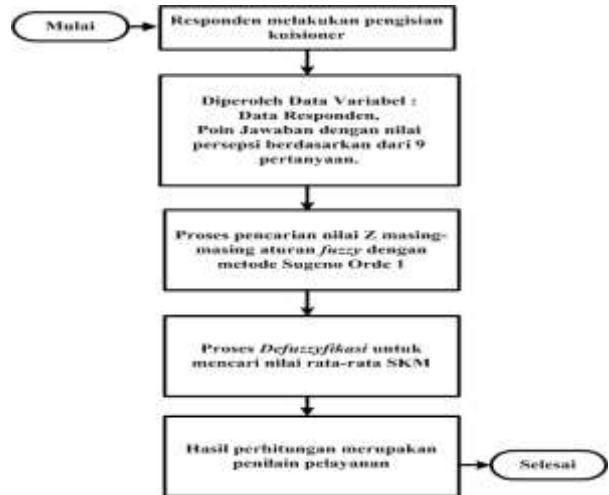 Mulai
Responden melakukan pengisian
kuisioner
Diperoleh Data Variabel :
Data Responden,
Poin Jawaban dengan nilai
persepsi berdasarkan dari 9
pertanyaan.
Proses pencarian nilai Z masing-
masing aturan fuzzy dengan
metode Sugeno Orde 1
Proses Defuzzyfikasi untuk
mencari nilai rata-rata SKM
Hasil perhitungan merupakan
penilain pelayanan
Selesai